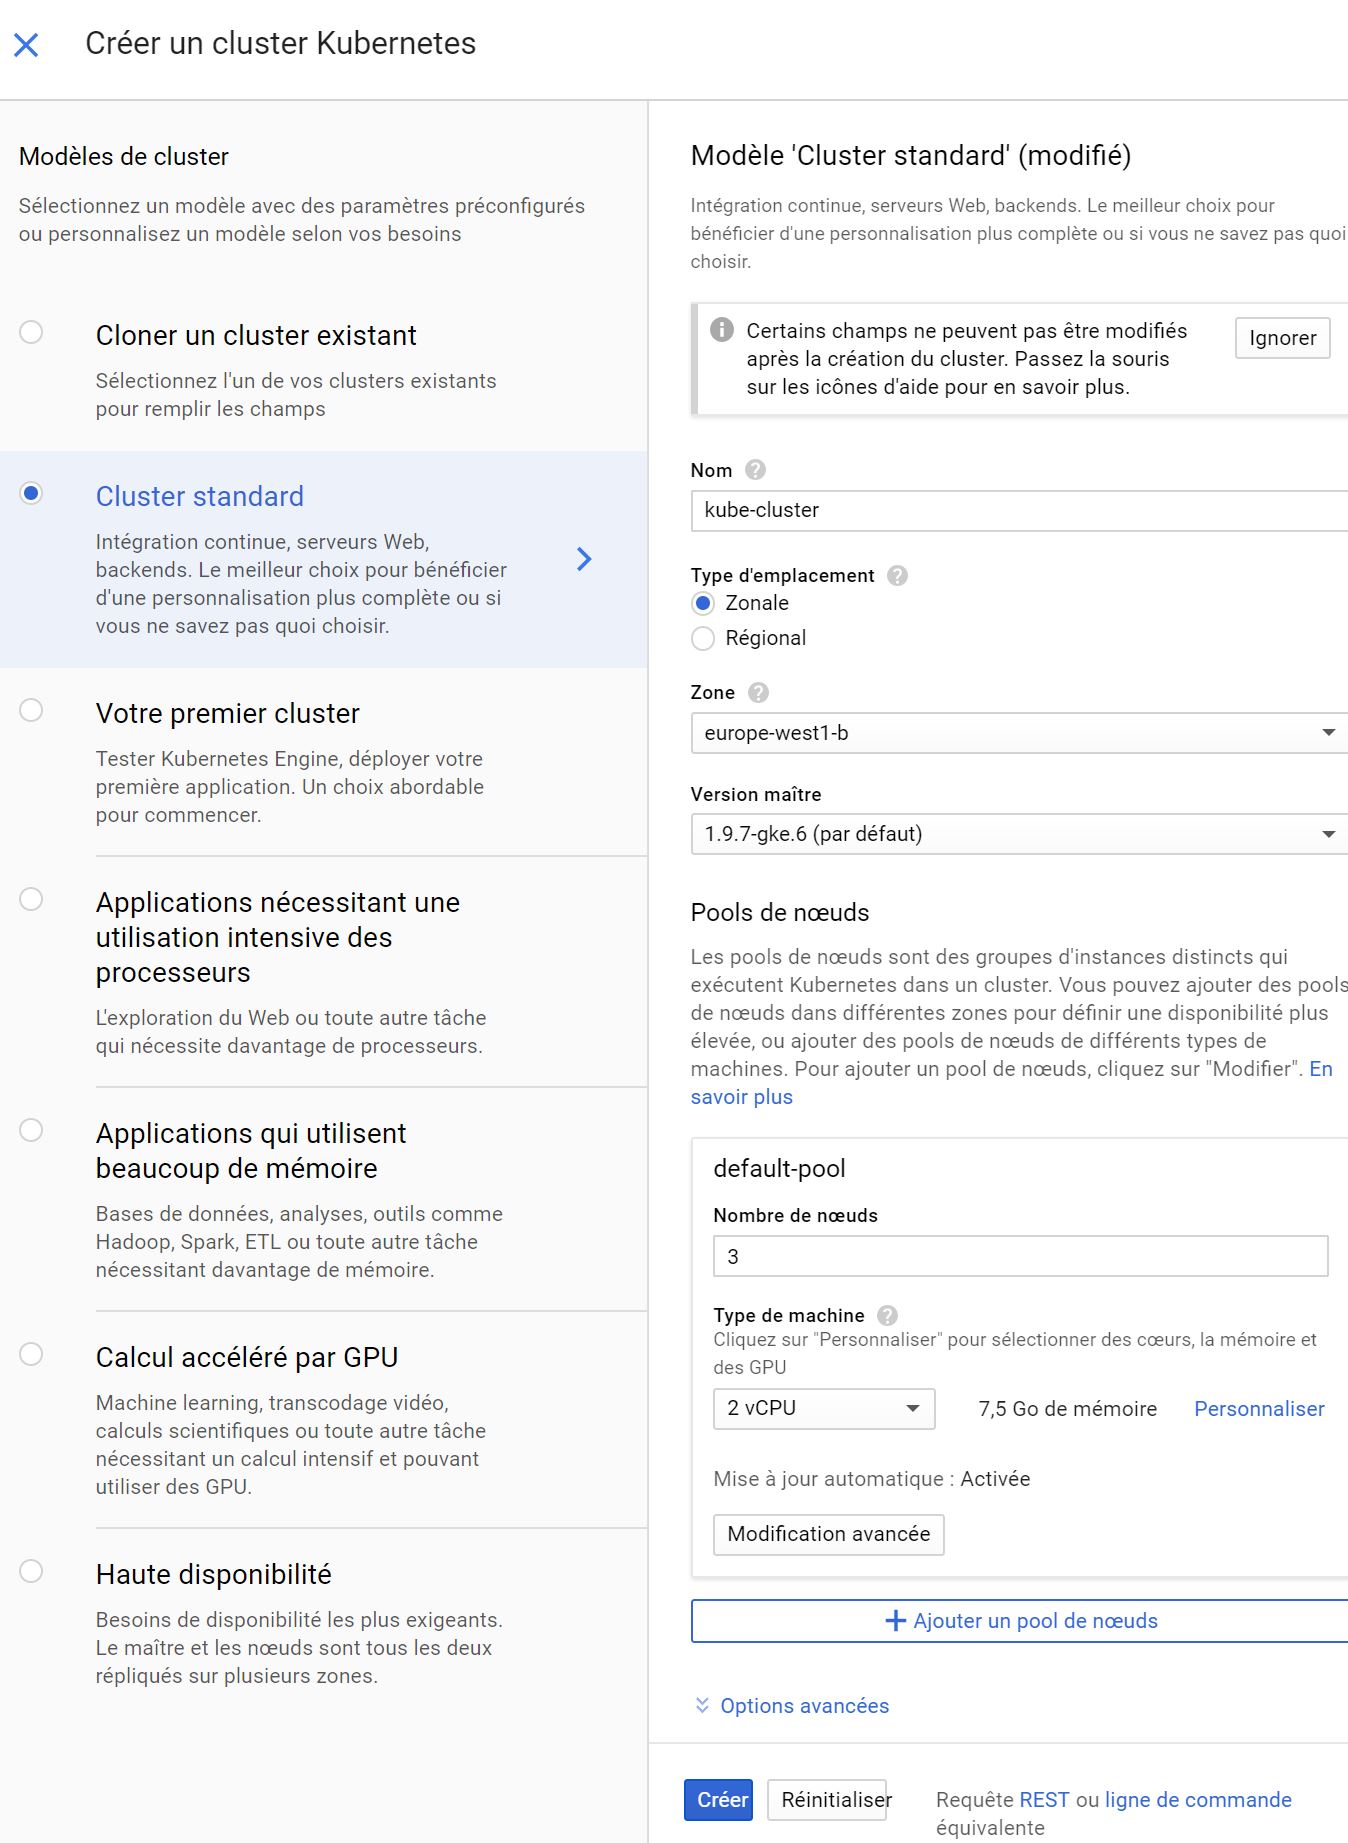 Créer un cluster Kubernetes
Modèles de cluster
Sélectionnez un modèle avec des paramètres préconfigurés
ou personnalisez un modèle selon vos besoins
Cloner un cluster existant
Sélectionnez l'un de vos clusters existants
pour remplir les champs
Cluster standard
Intégration continue, serveurs Web,
backends. Le meilleur choix pour bénéficier
d'une personnalisation plus complète ou si
vous ne savez pas quoi choisir.
Votre premier cluster
Tester Kubernetes Engine, déployer votre
première application. Un choix abordable
pour commencer.
Applications nécessitant une
utilisation intensive des
processeurs
L'exploration du Web ou toute autre tâche
qui nécessite davantage de processeurs.
Applications qui utilisent
beaucoup de mémoire
Bases de données, analyses, outils comme
Hadoop, Spark, ETL ou toute autre tâche
nécessitant davantage de mémoire.
Calcul accéléré par GPU
Machine learning, transcodage vidéo,
calculs scientifiques ou toute autre tâche
nécessitant un calcul intensif et pouvant
utiliser des GPU.
Haute disponibilité
Besoins de disponibilité les plus exigeants.
Le maître et les nœuds sont tous les deux
répliqués sur plusieurs zones.
Modèle 'Cluster standard' (modifié)
Intégration continue, serveurs Web, backends. Le meilleur choix pour
bénéficier d'une personnalisation plus complète ou si vous ne savez pas quoi
choisir.
Certains champs ne peuvent pas être modifiés
après la création du cluster. Passez la souris
sur les icônes d'aide pour en savoir plus.
Ignorer
Nom
kube-cluster
Type d'emplacement
Zonale
Régional
Zone
europe-west1-b
Version maître
1.9.7-gke.6 (par défaut)
Pools de nœuds
Les pools de nœuds sont des groupes d'instances distincts qui
exécutent Kubernetes dans un cluster. Vous pouvez ajouter des pools
de nœuds dans différentes zones pour définir une disponibilité plus
élevée, ou ajouter des pools de nœuds de différents types de
machines. Pour ajouter un pool de nœuds, cliquez sur "Modifier". En
savoir plus
default-pool
Nombre de nœuds
3
Type de machine
Cliquez sur "Personnaliser" pour sélectionner des cœurs, la mémoire et
des GPU
2 vCPU
7,5 Go de mémoire
Personnaliser
Mise à jour automatique : Activée
Modification avancée
Ajouter un pool de nœuds
Options avancées
Créer
Réinitialiser
Requête REST ou ligne de commande
équivalente